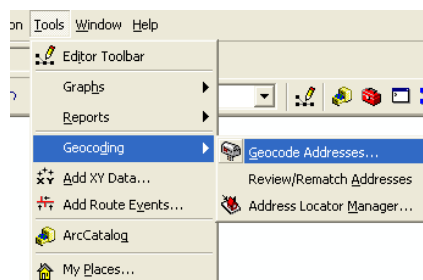 on Tools Window Help
Editor Toolbar
Graphs
Reports
Geocoding
Geocode Addresses...
Add XY Data...
Review/Rematch Addresses
Add Route Events...
Address Locator Manager...
ArcCatalog
My Places...